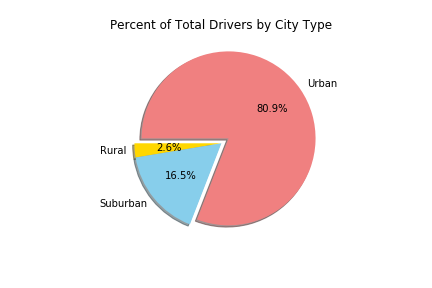 Percent of Total Drivers by City Type
Urban
80.9%
Rural
2.6%
16.5%
Suburban